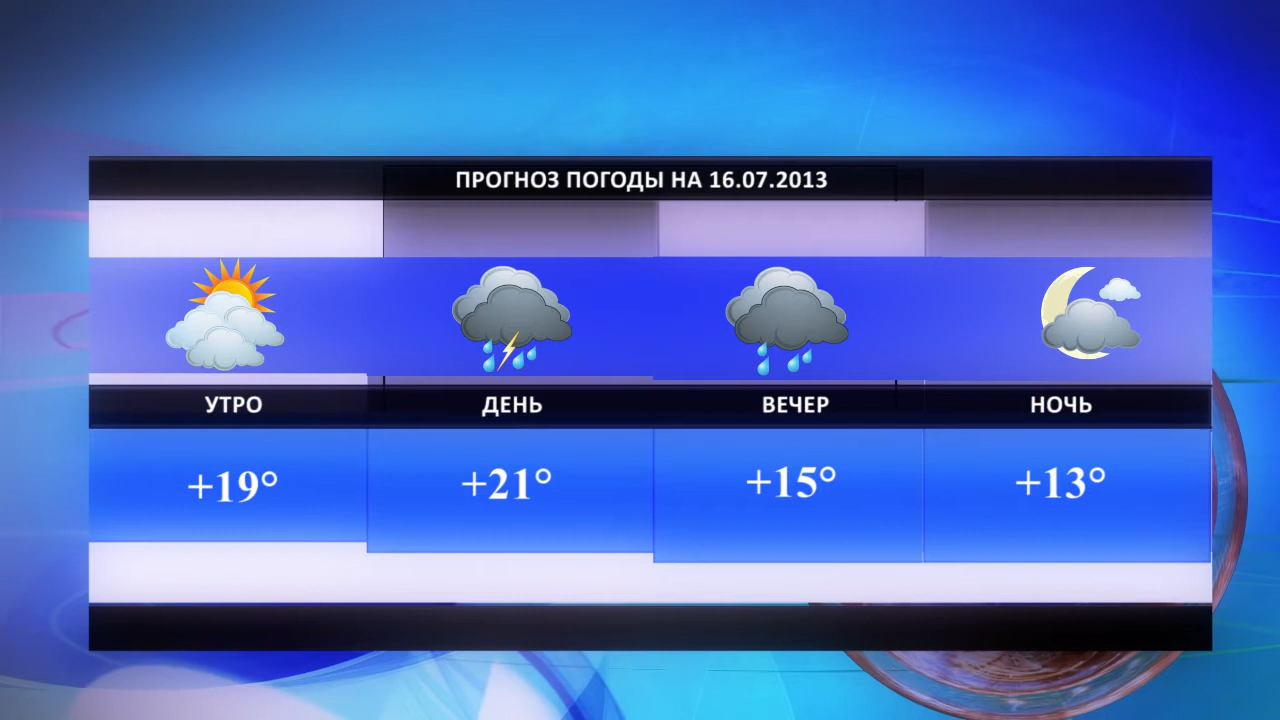 ПРОГНОЗ ПОГОДЫ НА 16.07.2013
УТРО ДЕНЬ ВЕЧЕР НОЧЬ
+19° +21° +15° +13°